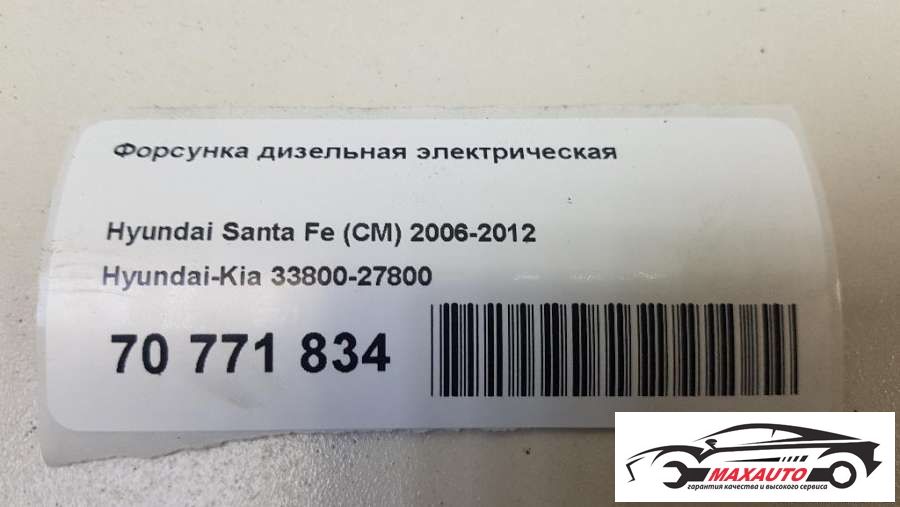 Форсунка дизельная электрическая
Hyundai Santa Fe (CM) 2006-2012
Hyundai-Kia 33800-27800
70 771 834
MAXAUTO
гарантия качества и высокого сервиса